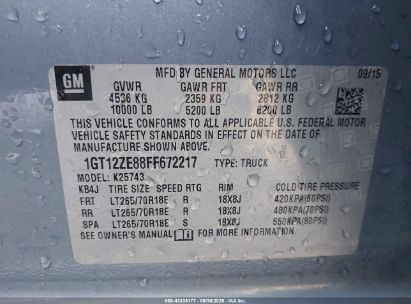 GM
MFD BY GENERAL MOTORS LLC 09/15
GVWR GAWR FRT GAWR RR
4536 KG 2359 KG 2812 KG
10000 LB 5200 LB 6200 LB
THIS VEHICLE CONFORMS TO ALL APPLICABLE U.S. FEDERAL MOTOR
VEHICLE SAFETY STANDARDS IN EFFECT ON THE DATE OF
MANUFACTURE SHOWN ABOVE.
1GT12ZE88FF672217 TYPE: TRUCK
MODEL: K25743
KB4J TIRE SIZE SPEED RTG RIM COLD TIRE PRESSURE
FRT LT265/70R18E R 18X8J 420KPA(60PSI)
RR LT265/70R18E R 18X8J 480KPA(70PSI)
SPA LT265/70R18E S 18X8J 550KPA(80PSI)
SEE OWNER'S MANUAL FOR MORE INFORMATION